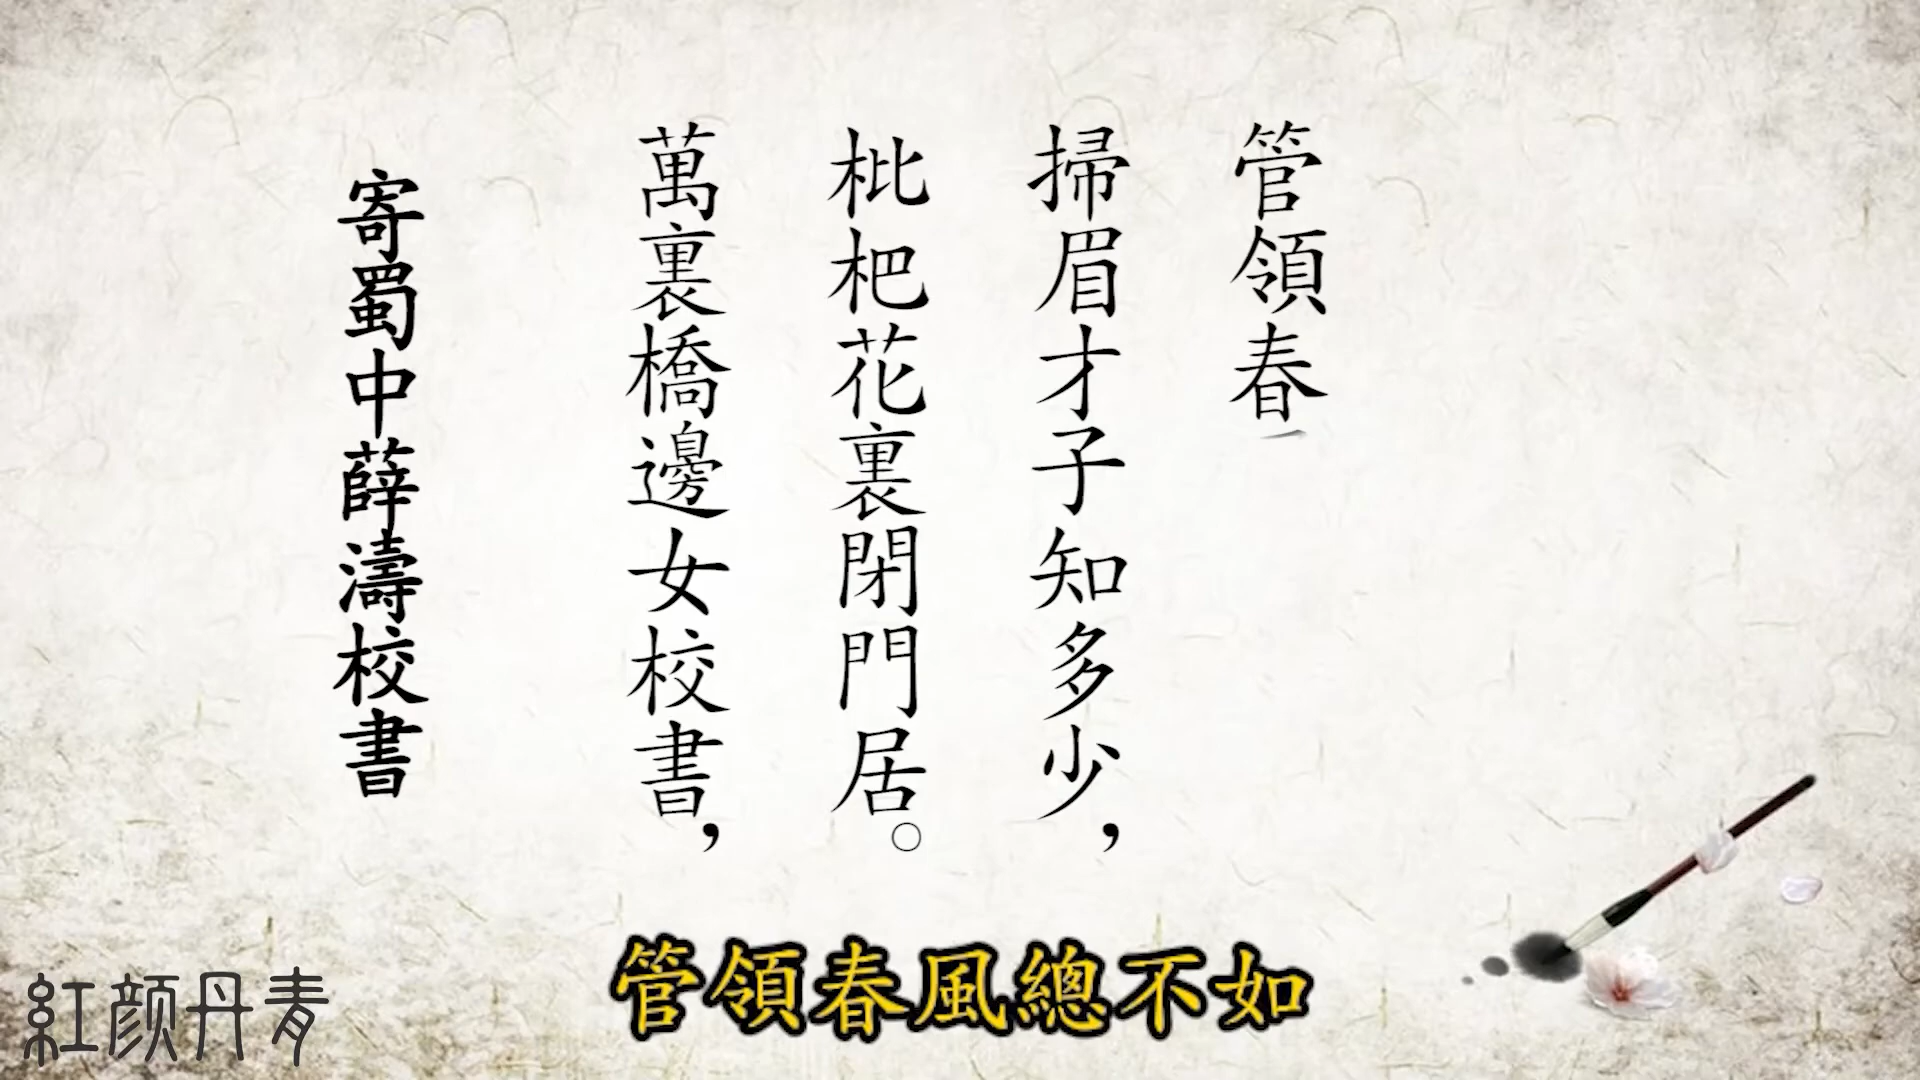 寄蜀中薛濤校書
萬裏橋邊女校書，
枇杷花裏閉門居。
掃眉才子知多少，
管領春
管領春風總不如
紅颜丹青